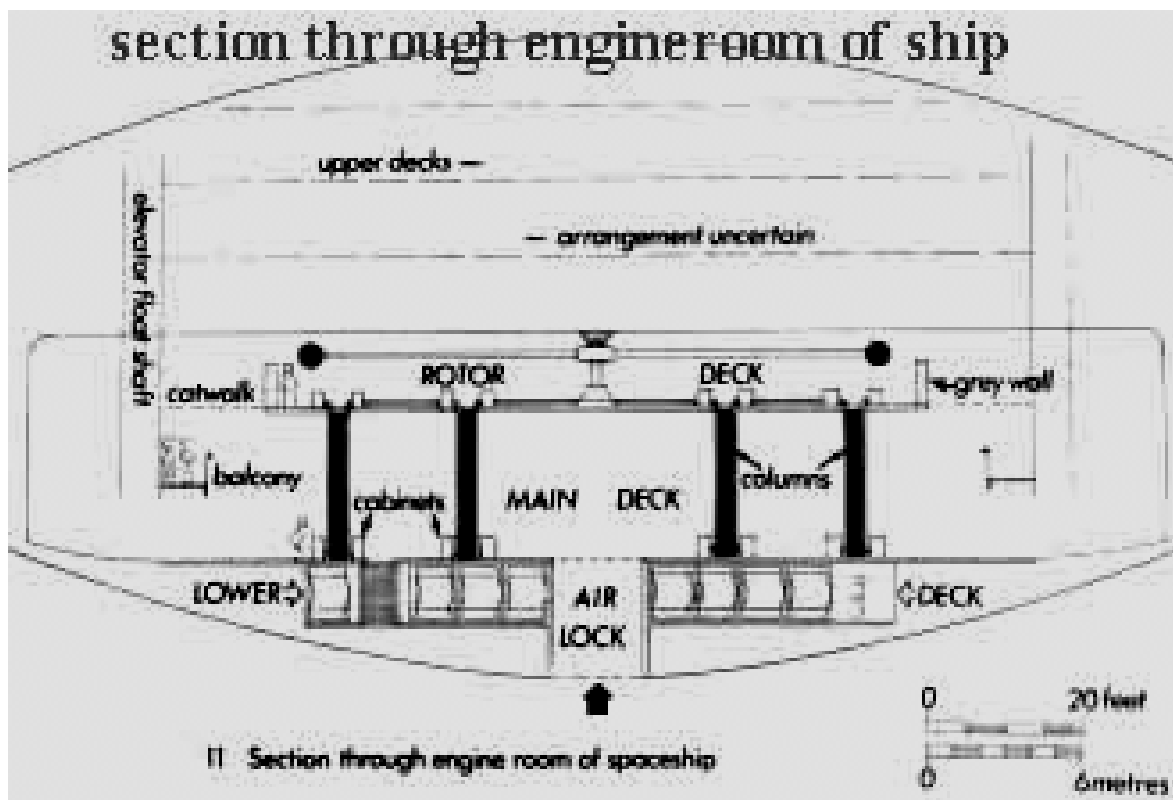 section through engineroom of ship
upper decks —
— arrangement uncertain
elevator float shaft
ROTOR DECK
catwalk
grey wall
balcony
cabinets
MAIN DECK
columns
LOWER
AIR
LOCK
DECK
0 20 feet
0 6 metres
11 Section through engine room of spaceship